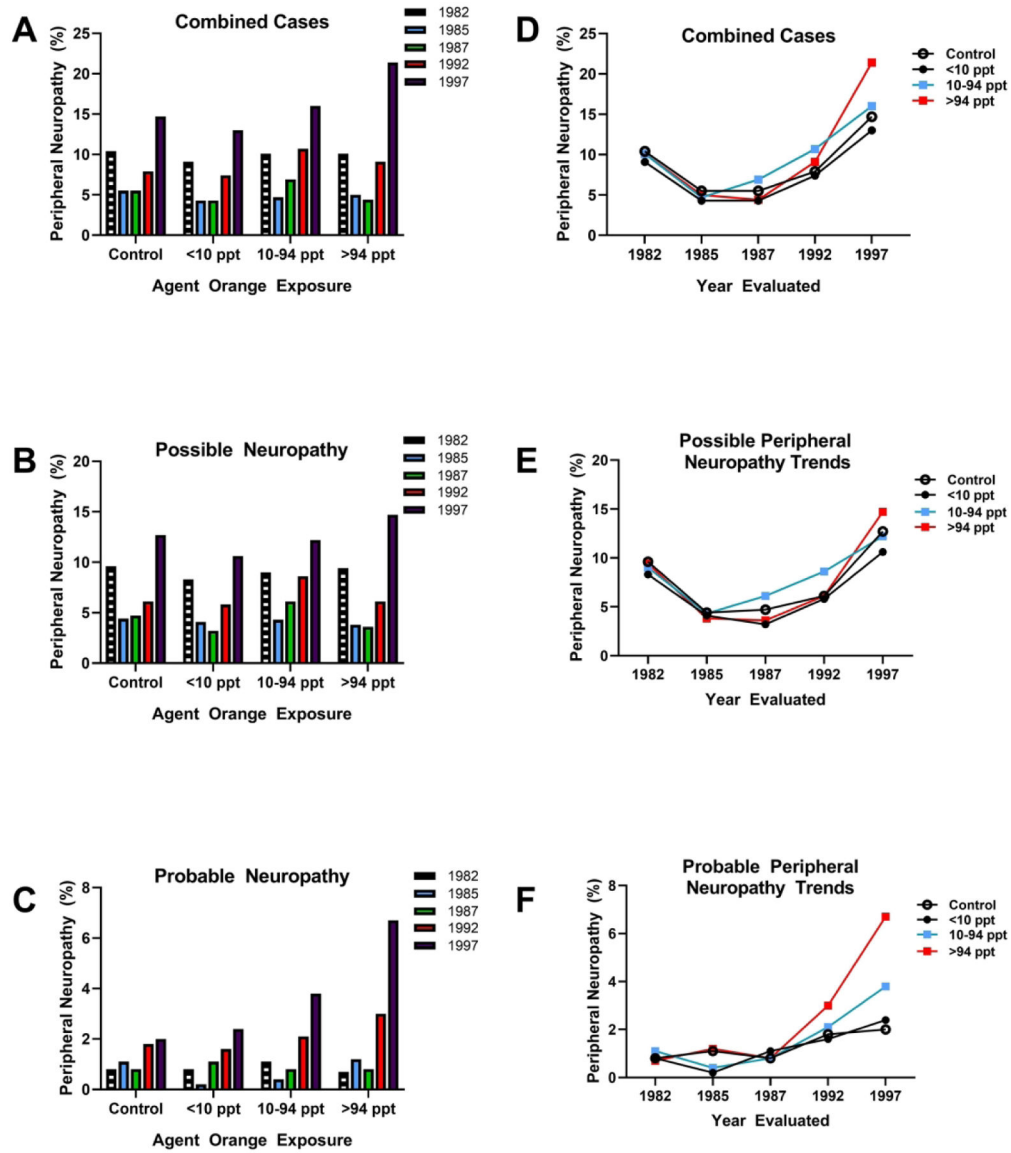 A
Combined Cases
Peripheral Neuropathy (%)
25
20
15
10
5
0
Control
<10 ppt
10-94 ppt
>94 ppt
Agent Orange Exposure
1982
1985
1987
1992
1997
D
Combined Cases
Peripheral Neuropathy (%)
25
20
15
10
5
0
1982
1985
1987
1992
1997
Year Evaluated
Control
<10 ppt
10-94 ppt
>94 ppt
B
Possible Neuropathy
Peripheral Neuropathy (%)
20
15
10
5
0
Control
<10 ppt
10-94 ppt
>94 ppt
Agent Orange Exposure
1982
1985
1987
1992
1997
E
Possible Peripheral
Neuropathy Trends
Peripheral Neuropathy (%)
20
15
10
5
0
1982
1985
1987
1992
1997
Year Evaluated
Control
<10 ppt
10-94 ppt
>94 ppt
C
Probable Neuropathy
Peripheral Neuropathy (%)
8
6
4
2
0
Control
<10 ppt
10-94 ppt
>94 ppt
Agent Orange Exposure
1982
1985
1987
1992
1997
F
Probable Peripheral
Neuropathy Trends
Peripheral Neuropathy (%)
8
6
4
2
0
1982
1985
1987
1992
1997
Year Evaluated
Control
<10 ppt
10-94 ppt
>94 ppt